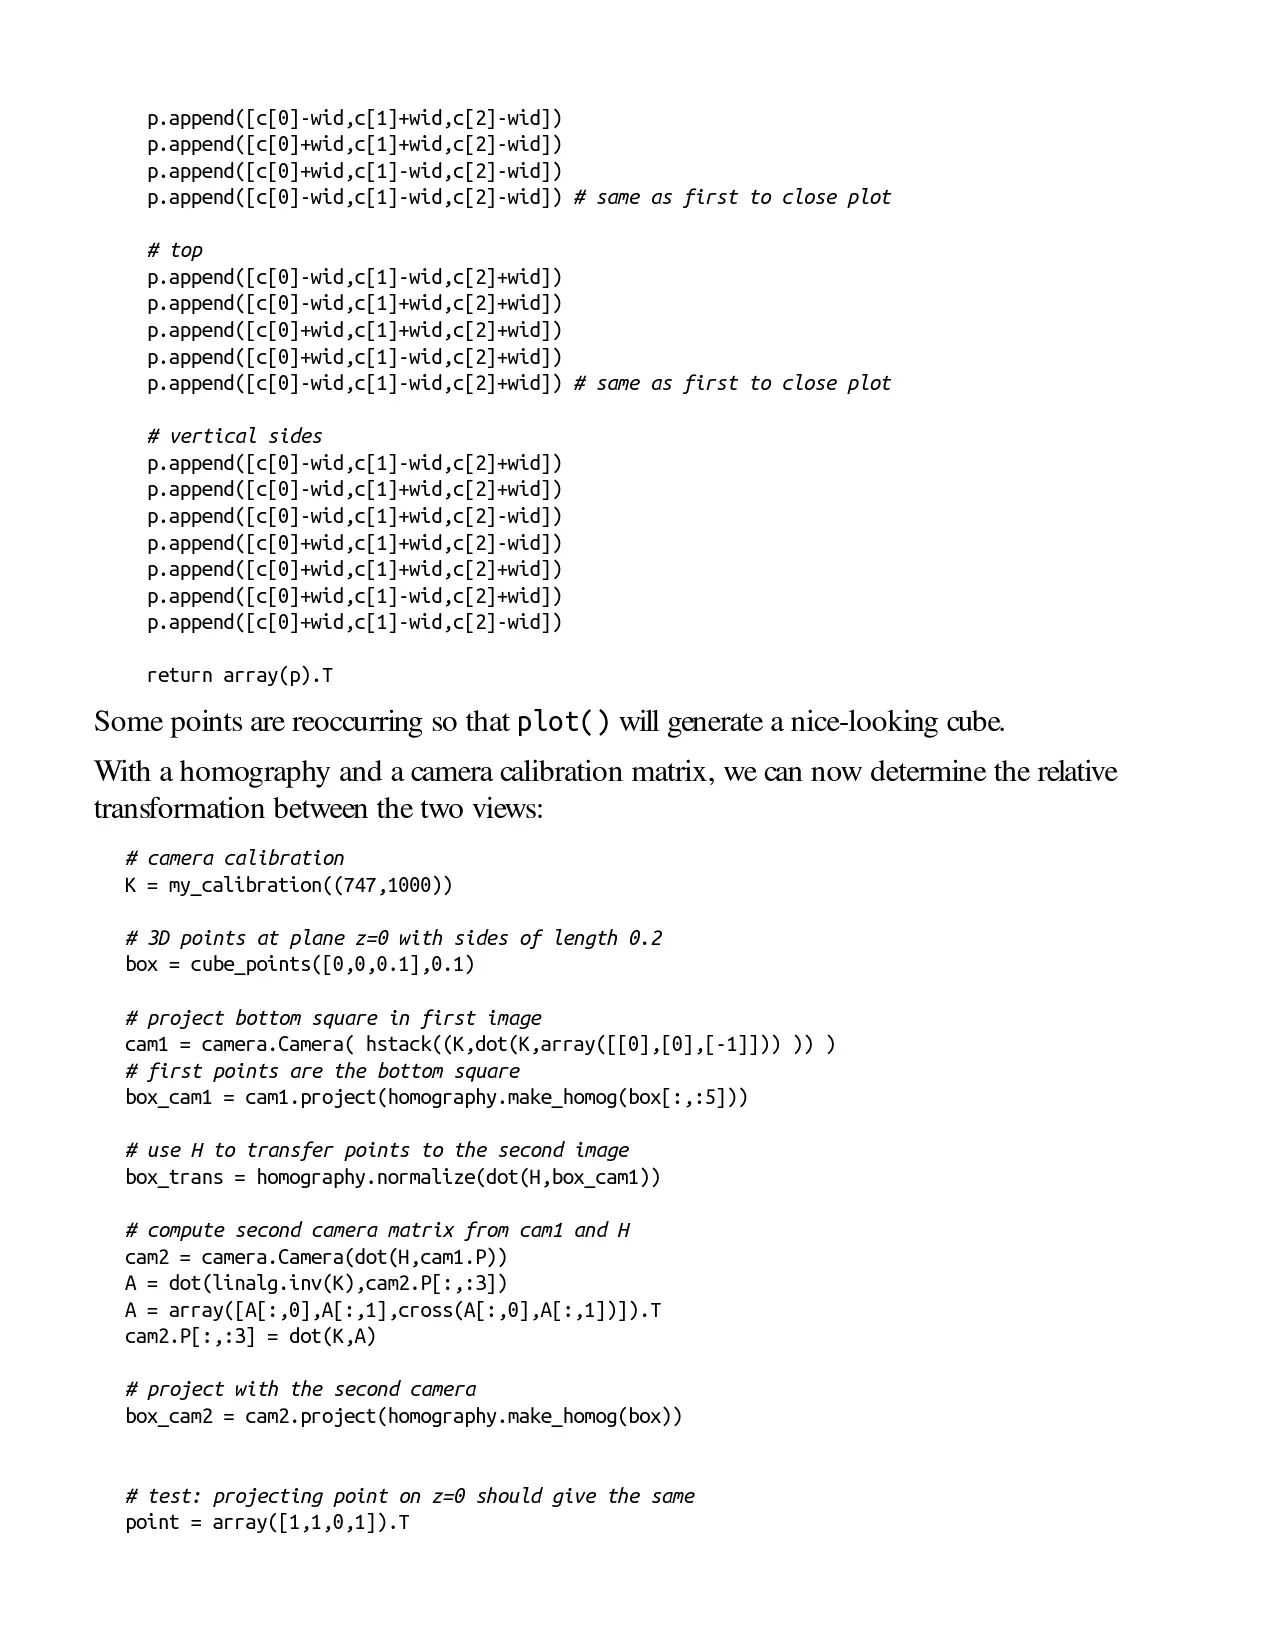 p.append([c[0]-wid,c[1]+wid,c[2]-wid])
p.append([c[0]+wid,c[1]+wid,c[2]-wid])
p.append([c[0]+wid,c[1]-wid,c[2]-wid])
p.append([c[0]-wid,c[1]-wid,c[2]-wid]) # same as first to close plot
# top
p.append([c[0]-wid,c[1]-wid,c[2]+wid])
p.append([c[0]-wid,c[1]+wid,c[2]+wid])
p.append([c[0]+wid,c[1]+wid,c[2]+wid])
p.append([c[0]+wid,c[1]-wid,c[2]+wid])
p.append([c[0]-wid,c[1]-wid,c[2]+wid]) # same as first to close plot
# vertical sides
p.append([c[0]-wid,c[1]-wid,c[2]+wid])
p.append([c[0]-wid,c[1]+wid,c[2]+wid])
p.append([c[0]-wid,c[1]+wid,c[2]-wid])
p.append([c[0]+wid,c[1]+wid,c[2]-wid])
p.append([c[0]+wid,c[1]+wid,c[2]+wid])
p.append([c[0]+wid,c[1]-wid,c[2]+wid])
p.append([c[0]+wid,c[1]-wid,c[2]-wid])
return array(p).T
Some points are reoccurring so that plot() will generate a nice-looking cube.
With a homography and a camera calibration matrix, we can now determine the relative
transformation between the two views:
# camera calibration
K = my_calibration((747,1000))
# 3D points at plane z=0 with sides of length 0.2
box = cube_points([0,0,0.1],0.1)
# project bottom square in first image
cam1 = camera.Camera( hstack((K,dot(K,array([[0],[0],[-1]])) )) )
# first points are the bottom square
box_cam1 = cam1.project(homography.make_homog(box[:,:5]))
# use H to transfer points to the second image
box_trans = homography.normalize(dot(H,box_cam1))
# compute second camera matrix from cam1 and H
cam2 = camera.Camera(dot(H,cam1.P))
A = dot(linalg.inv(K),cam2.P[:,:3])
A = array([A[:,0],A[:,1],cross(A[:,0],A[:,1])]).T
cam2.P[:,:3] = dot(K,A)
# project with the second camera
box_cam2 = cam2.project(homography.make_homog(box))
# test: projecting point on z=0 should give the same
point = array([1,1,0,1]).T